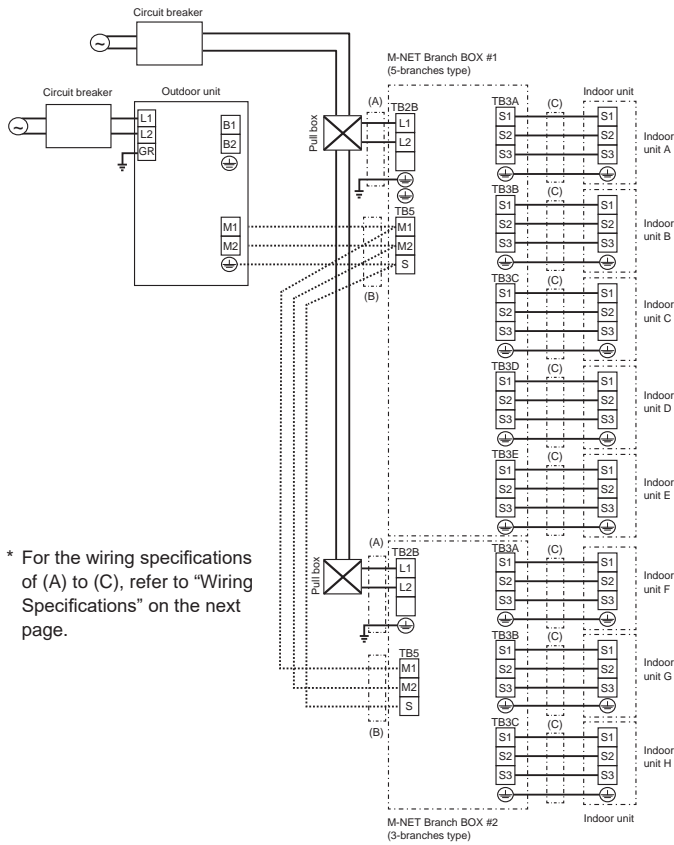 Circuit breaker
M-NET Branch BOX #1
(5-branches type)
Circuit breaker
Outdoor unit
L1
L2
GR
B1
B2
M1
M2
Pull box
(A)
TB2B
L1
L2
TB5
M1
M2
S
(B)
Indoor unit
TB3A
(C)
S1
S1
S2
S2
S3
S3
Indoor
unit A
TB3B
(C)
S1
S1
S2
S2
S3
S3
Indoor
unit B
TB3C
(C)
S1
S1
S2
S2
S3
S3
Indoor
unit C
TB3D
(C)
S1
S1
S2
S2
S3
S3
Indoor
unit D
TB3E
(C)
S1
S1
S2
S2
S3
S3
Indoor
unit E
* For the wiring specifications
of (A) to (C), refer to “Wiring
Specifications” on the next
page.
Pull box
(A)
TB2B
L1
L2
TB5
M1
M2
S
(B)
TB3A
(C)
S1
S1
S2
S2
S3
S3
Indoor
unit F
TB3B
(C)
S1
S1
S2
S2
S3
S3
Indoor
unit G
TB3C
(C)
S1
S1
S2
S2
S3
S3
Indoor
unit H
M-NET Branch BOX #2
(3-branches type)
Indoor unit